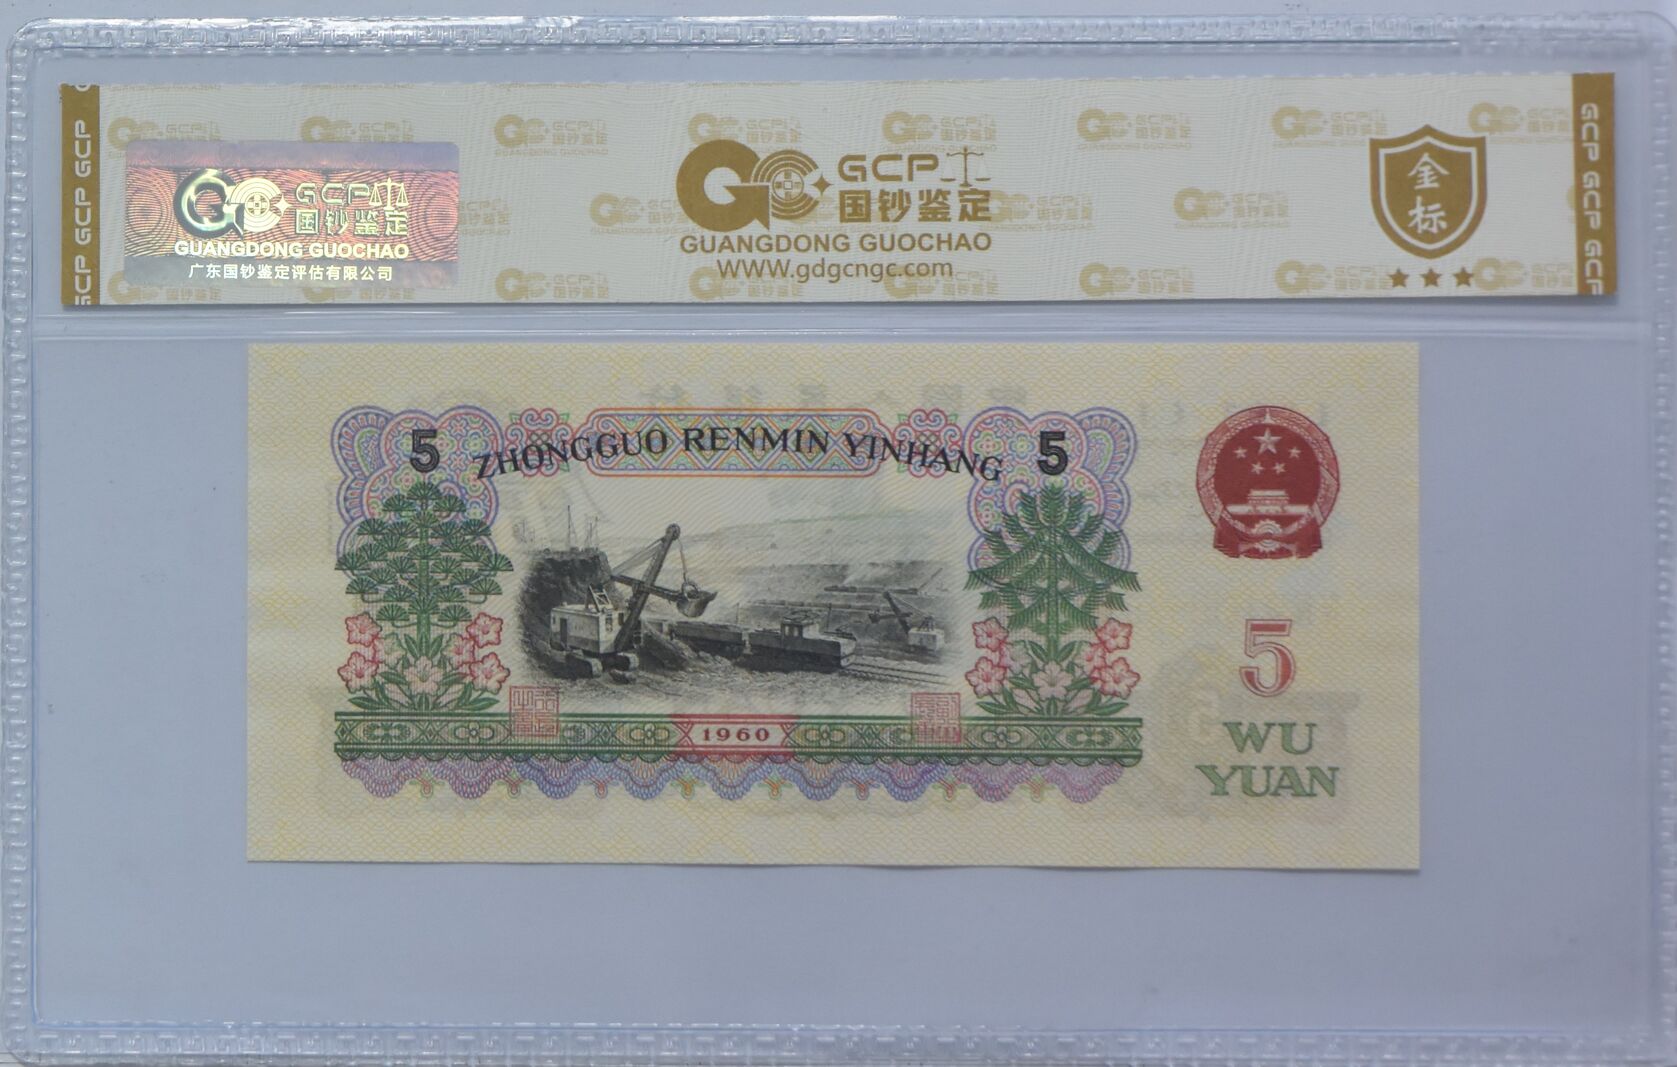 GCP GCP GCP
GCP
国钞鉴定
GUANGDONG GUOCHAO
广东国钞鉴定评估有限公司
GCP
国钞鉴定
GUANGDONG GUOCHAO
WWW.gdgcngc.com
金标
GCP GCP GCP
5
ZHONGGUO RENMIN YINHANG
5
1960
5
WU
YUAN